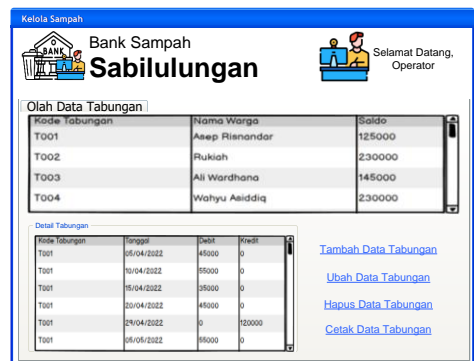 Kelola Sampah
BANK
Bank Sampah
Sabilulungan
Selamat Datang,
Operator
Olah Data Tabungan
Kode Tabungan Nama Warga Saldo
T001 Asep Risnandar 125000
T002 Rukiah 230000
T003 Ali Wardhana 145000
T004 Wahyu Asiddiq 230000
Detail Tabungan
Kode Tabungan Tanggal Debit Kredit
T001 05/04/2022 45000 0
T001 10/04/2022 55000 0
T001 15/04/2022 35000 0
T001 20/04/2022 45000 0
T001 29/04/2022 0 120000
T001 05/05/2022 55000 0
Tambah Data Tabungan
Ubah Data Tabungan
Hapus Data Tabungan
Cetak Data Tabungan